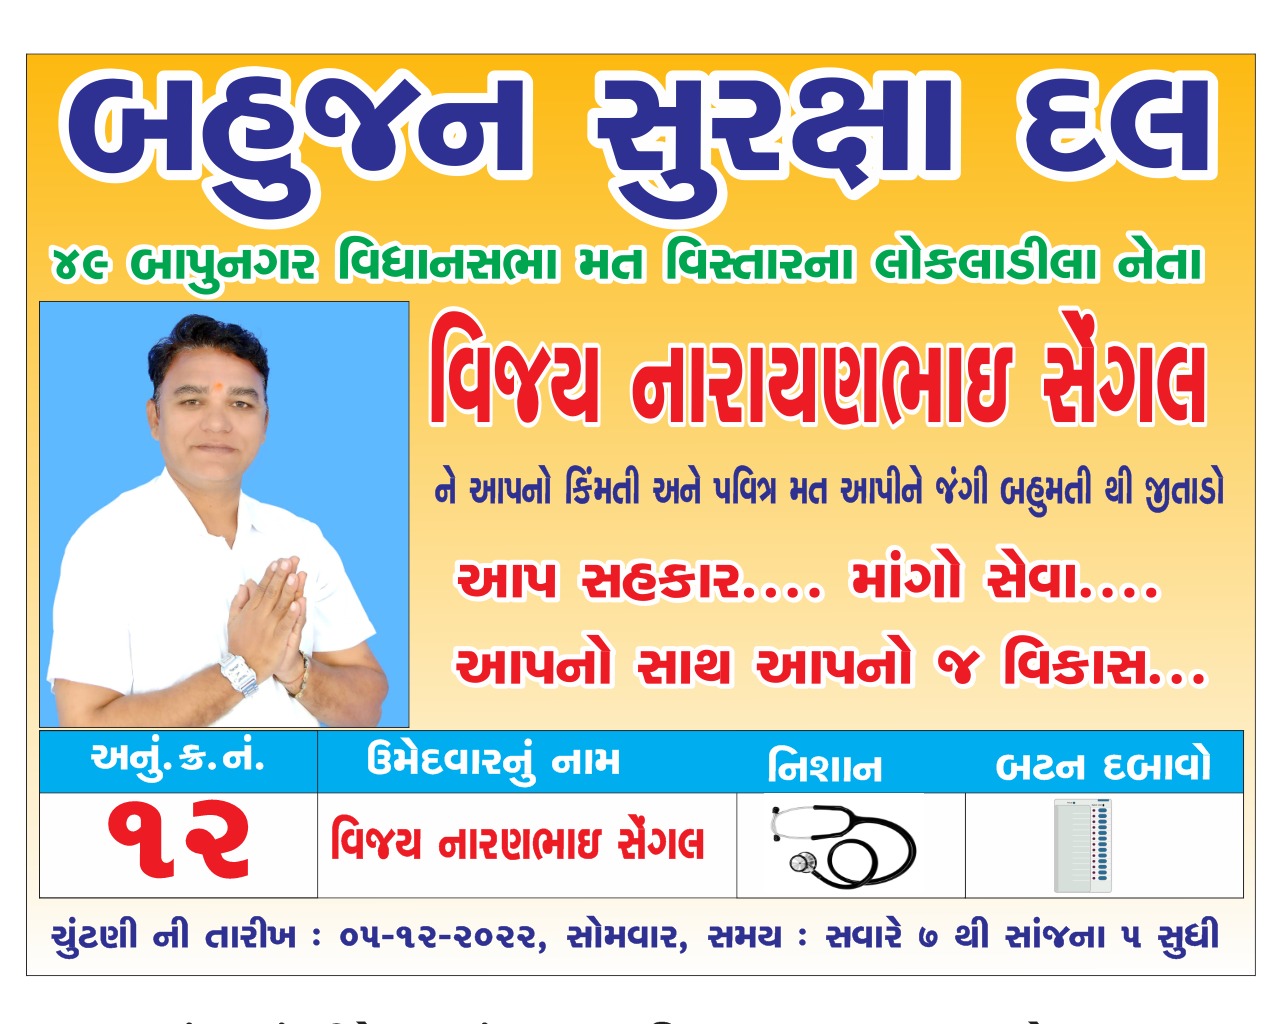 બહુજન સુરક્ષા દલ
૪૯ બાપુનગર વિધાનસભા મત વિસ્તારના લોકલાડીલા નેતા
વિજય નારાયણભાઇ સેંગલ
ને આપનો કિંમતી અને પવિત્ર મત આપીને જંગી બહુમતી થી જીતાડો
આપ સહકાર.... માંગો સેવા....
આપનો સાથ આપનો જ વિકાસ...
અનું.ક્ર.નં. ઉમેદવારનું નામ નિશાન બટન દબાવો
૧૨ વિજય નારણભાઇ સેંગલ
ચુંટણી ની તારીખ : ૦૫-૧૨-૨૦૨૨, સોમવાર, સમય : સવારે ૭ થી સાંજના ૫ સુધી